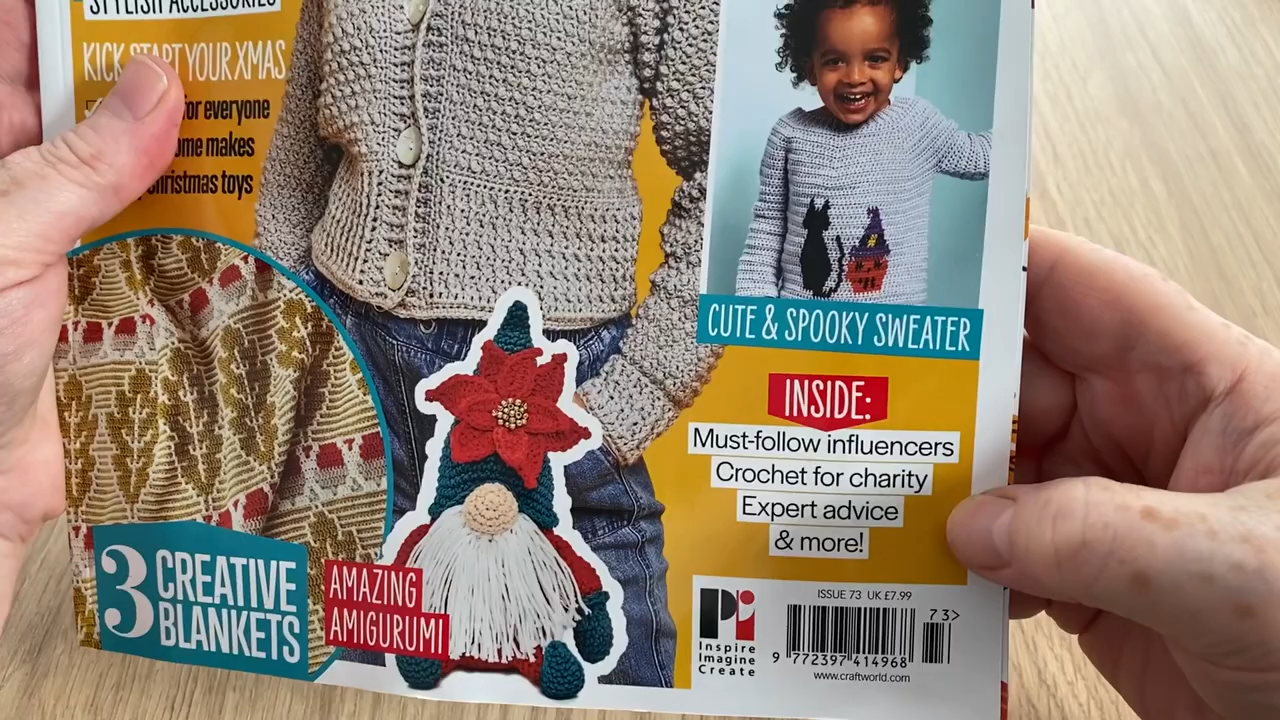 STYLISH ACCESSORIES
KICK START YOUR XMAS
for everyone
makes
christmas toys
CUTE & SPOOKY SWEATER
INSIDE:
Must-follow influencers
Crochet for charity
Expert advice
& more!
3 CREATIVE
BLANKETS
AMAZING
AMIGURUMI
Pi
Inspire
Imagine
Create
ISSUE 73 UK £7.99
73>
9 772397 414968
www.craftworld.com